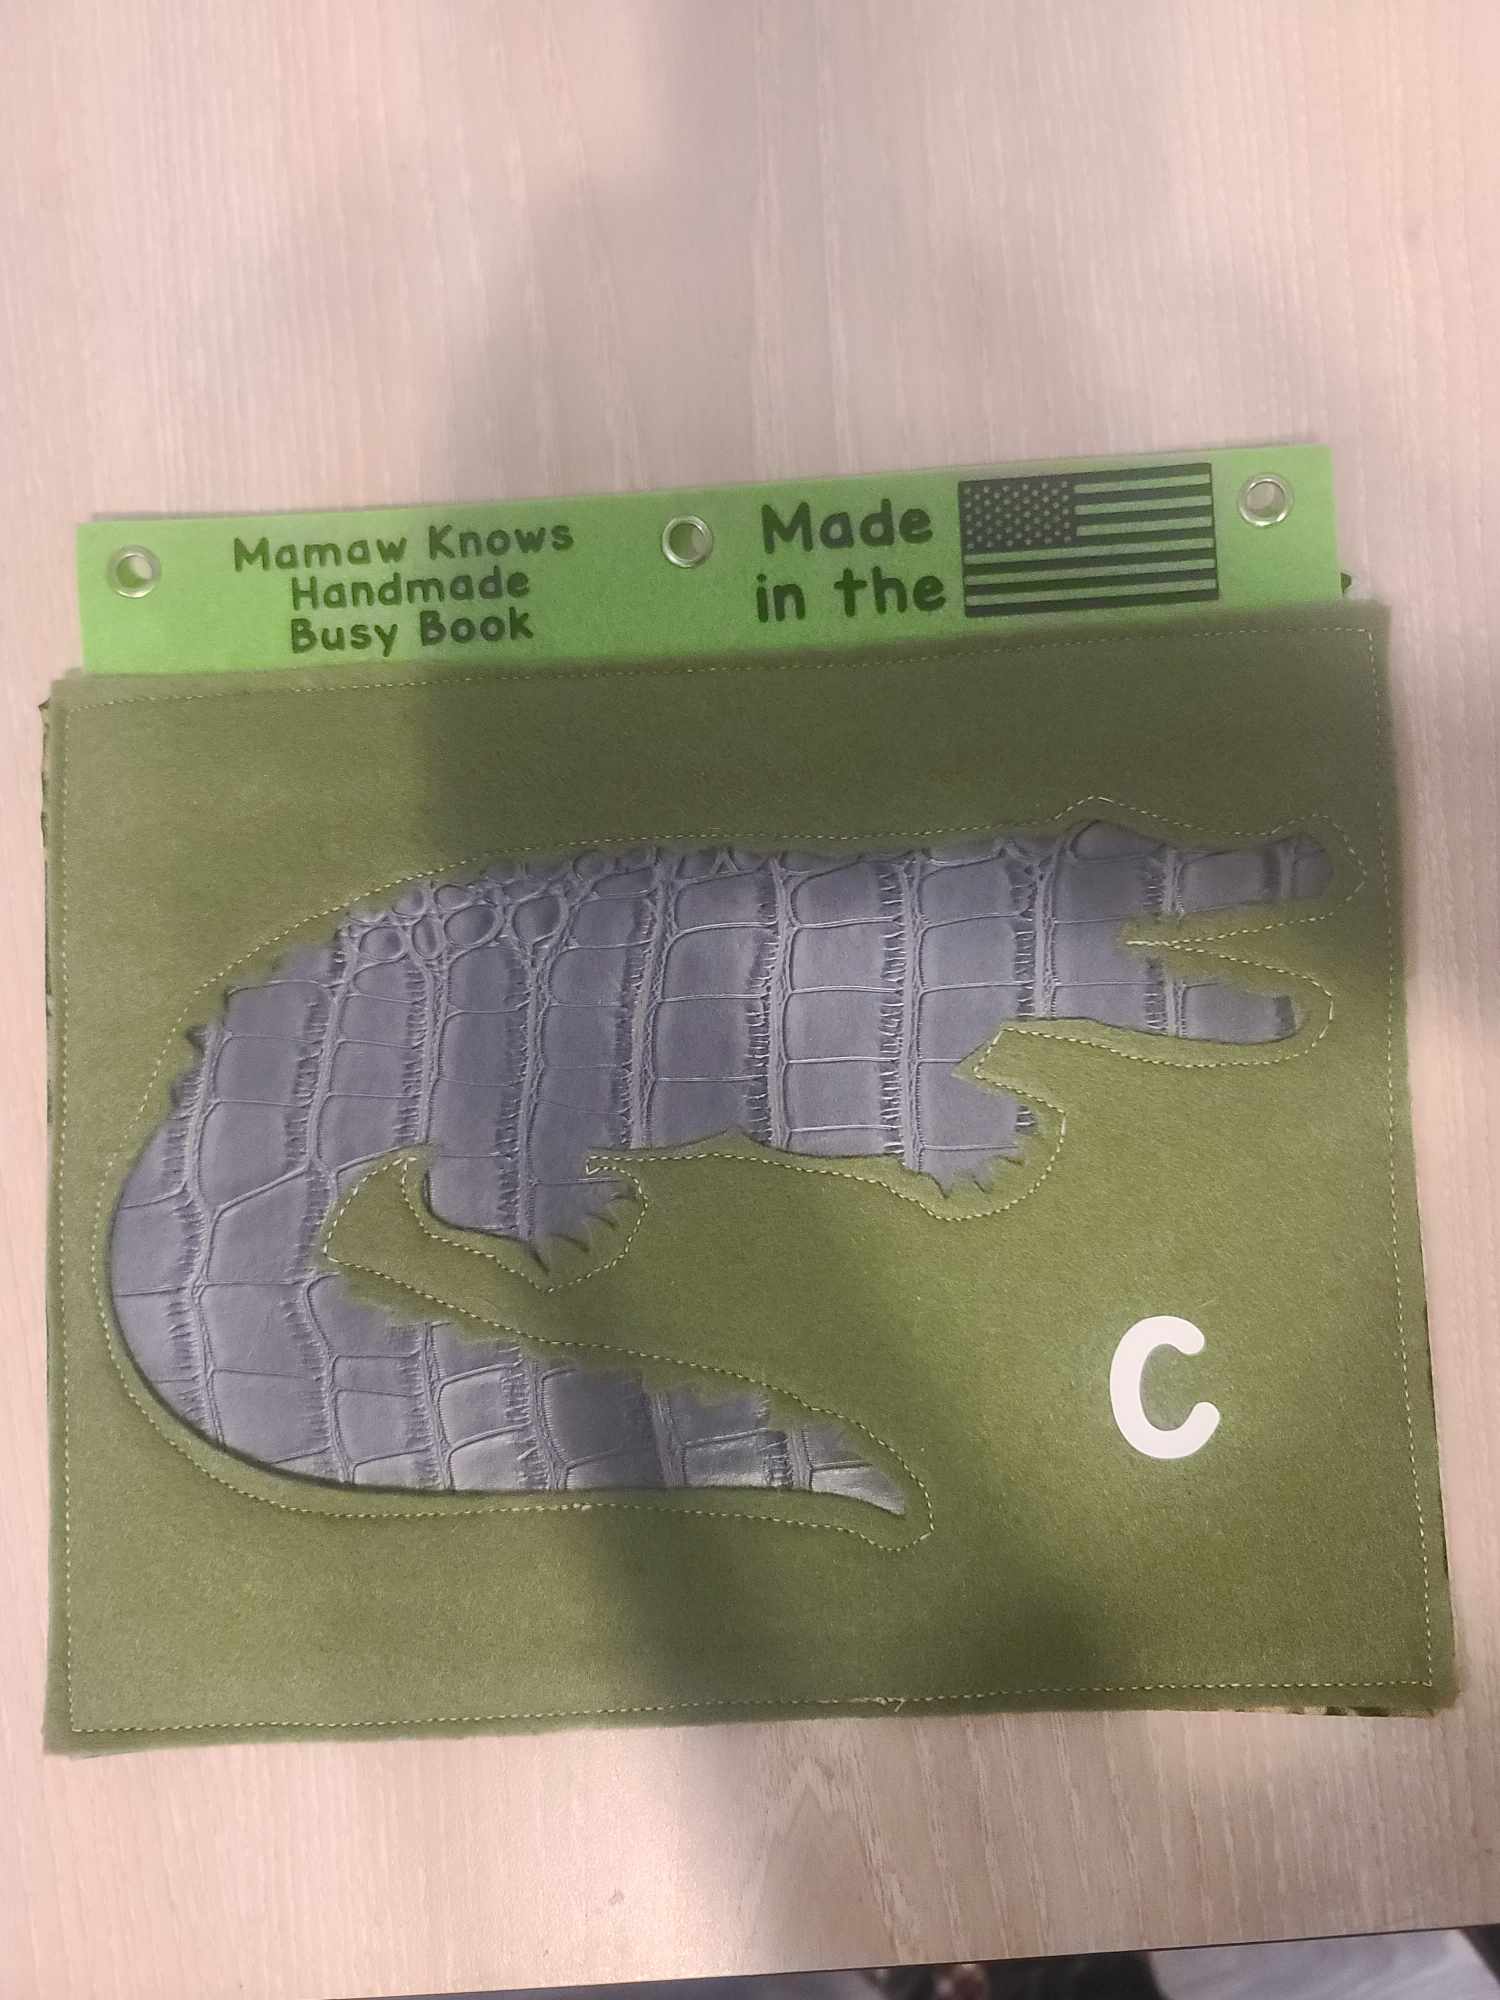 Mamaw Knows
Handmade
Busy Book
Made
in the
C